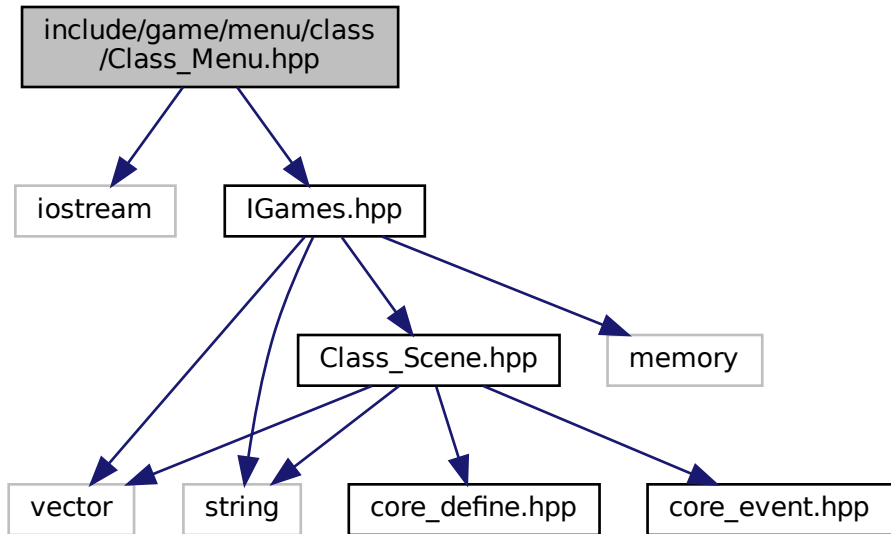 include/game/menu/class
/Class_Menu.hpp
iostream
IGames.hpp
Class_Scene.hpp
memory
vector
string
core_define.hpp
core_event.hpp